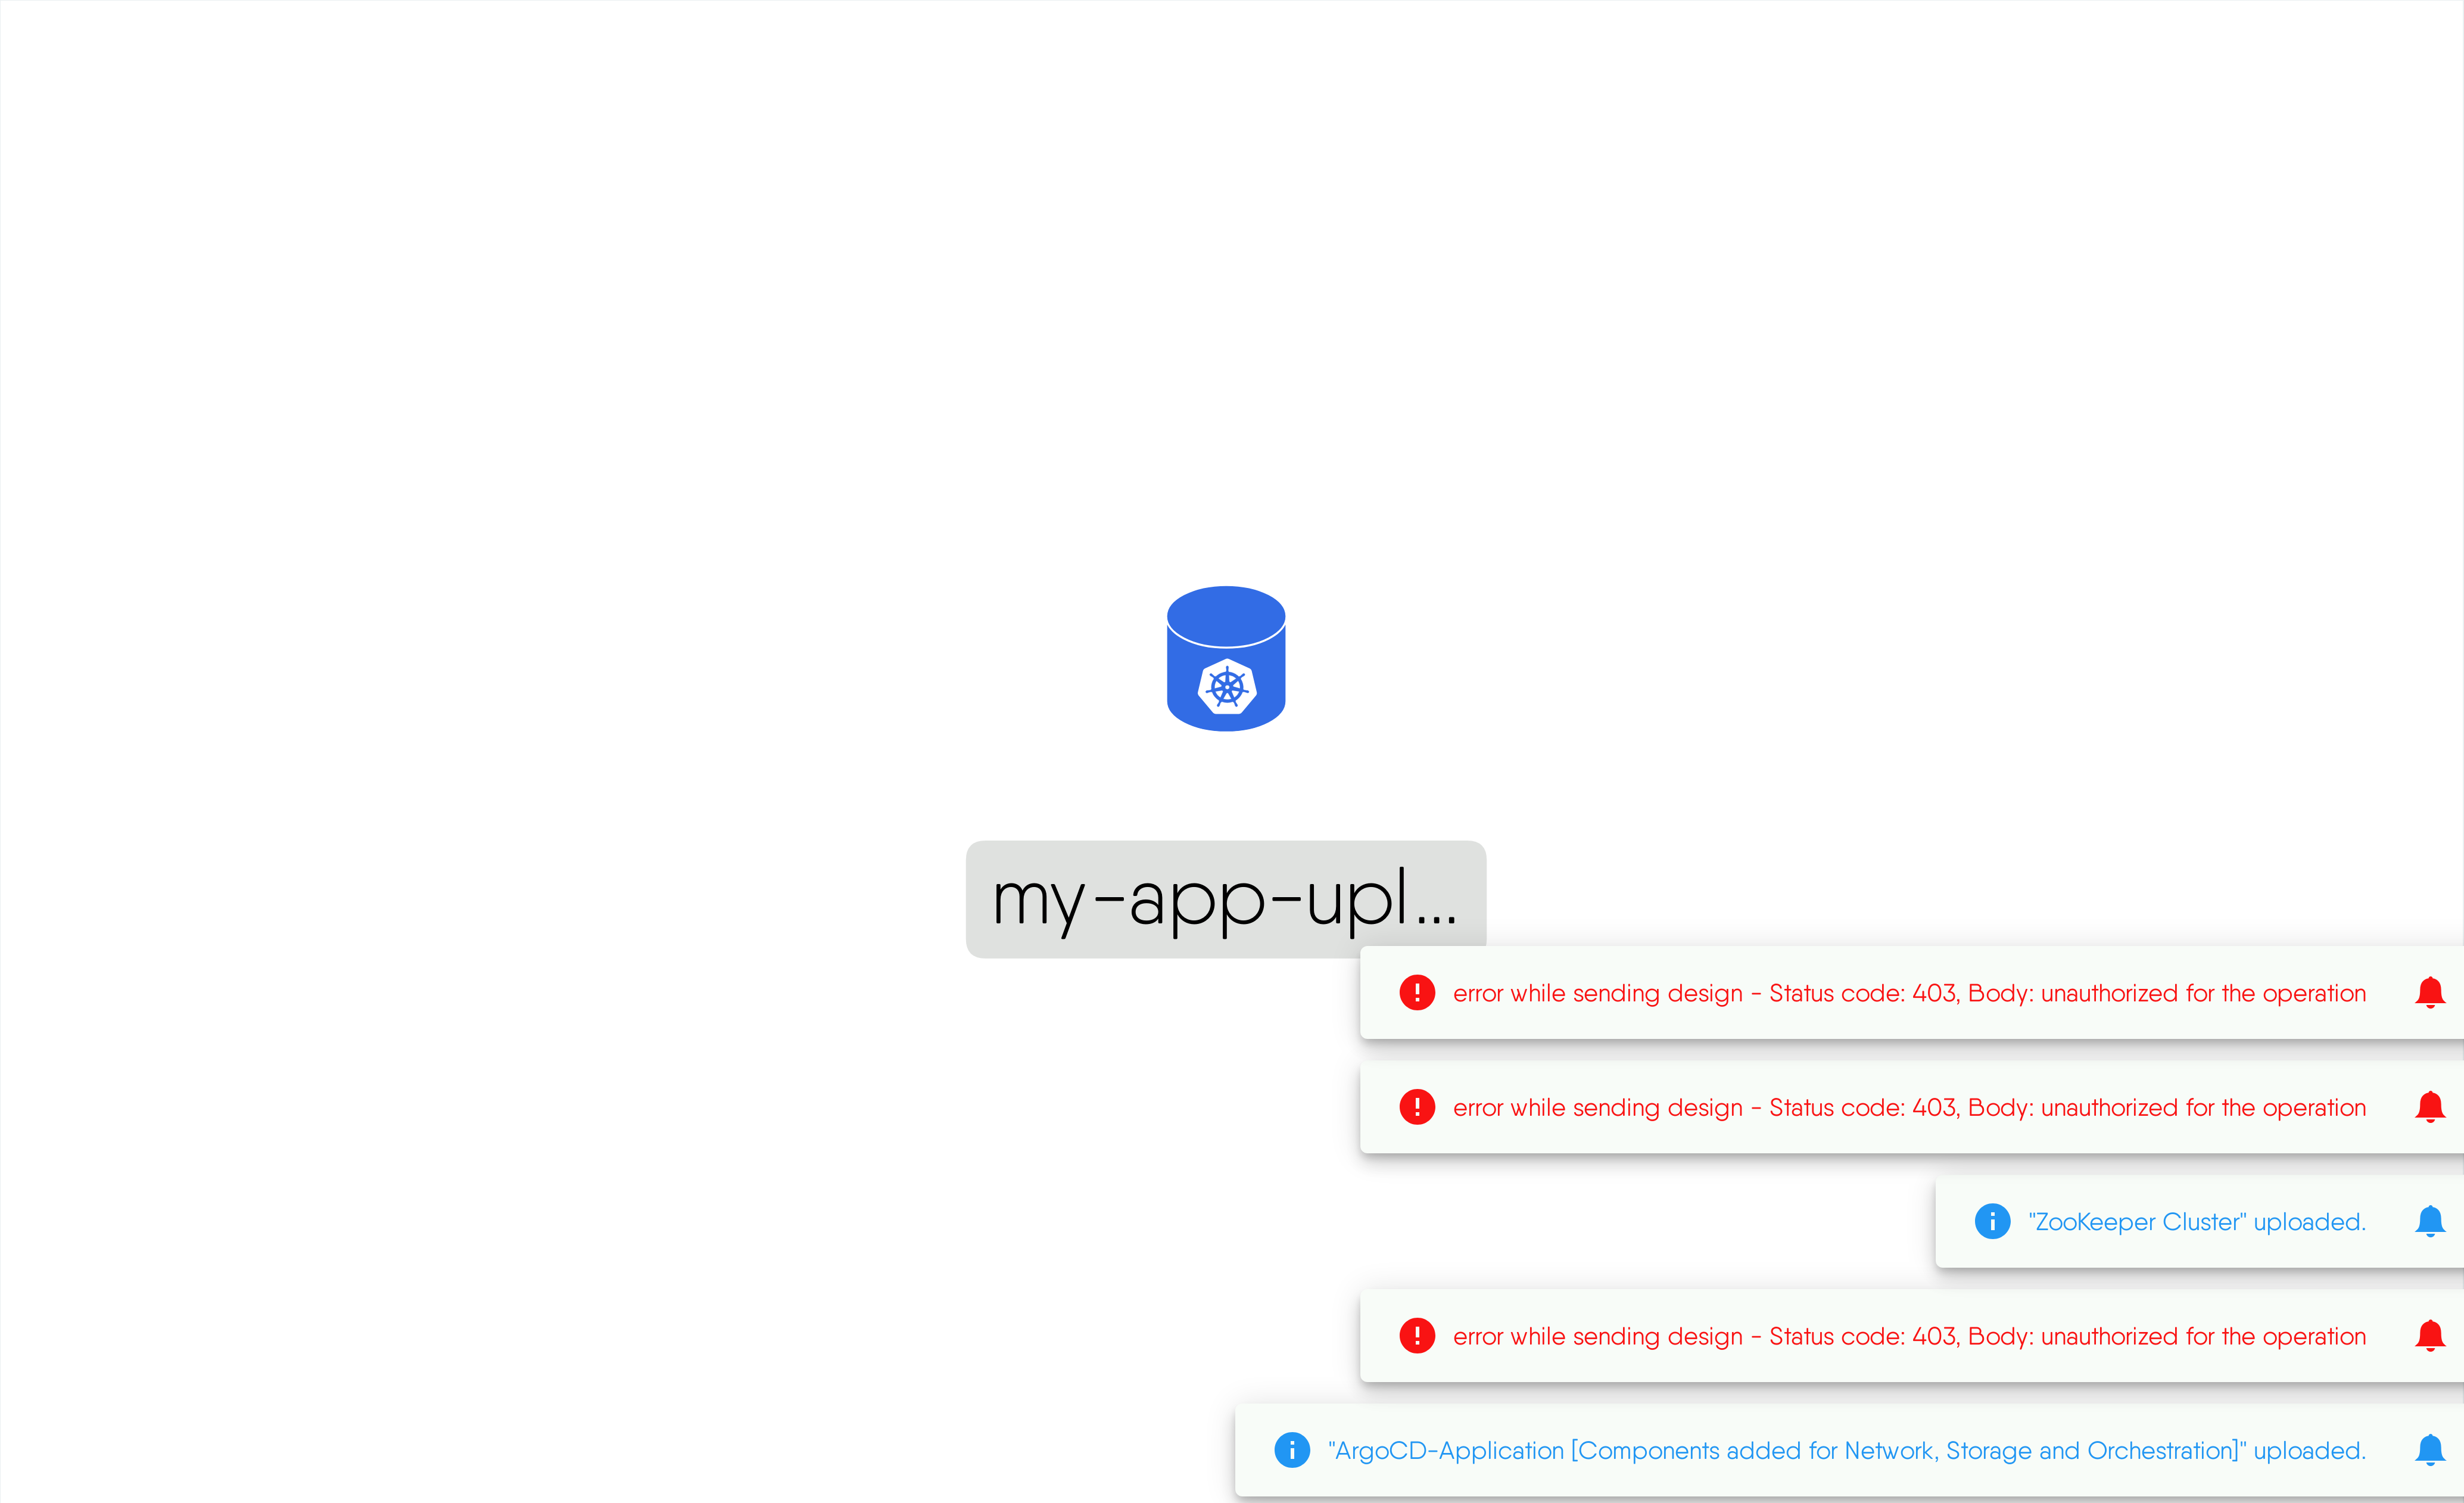 my-app-upl...
error while sending design - Status code: 403, Body: unauthorized for the operation
error while sending design - Status code: 403, Body: unauthorized for the operation
"ZooKeeper Cluster" uploaded.
error while sending design - Status code: 403, Body: unauthorized for the operation
"ArgoCD-Application [Components added for Network, Storage and Orchestration]" uploaded.